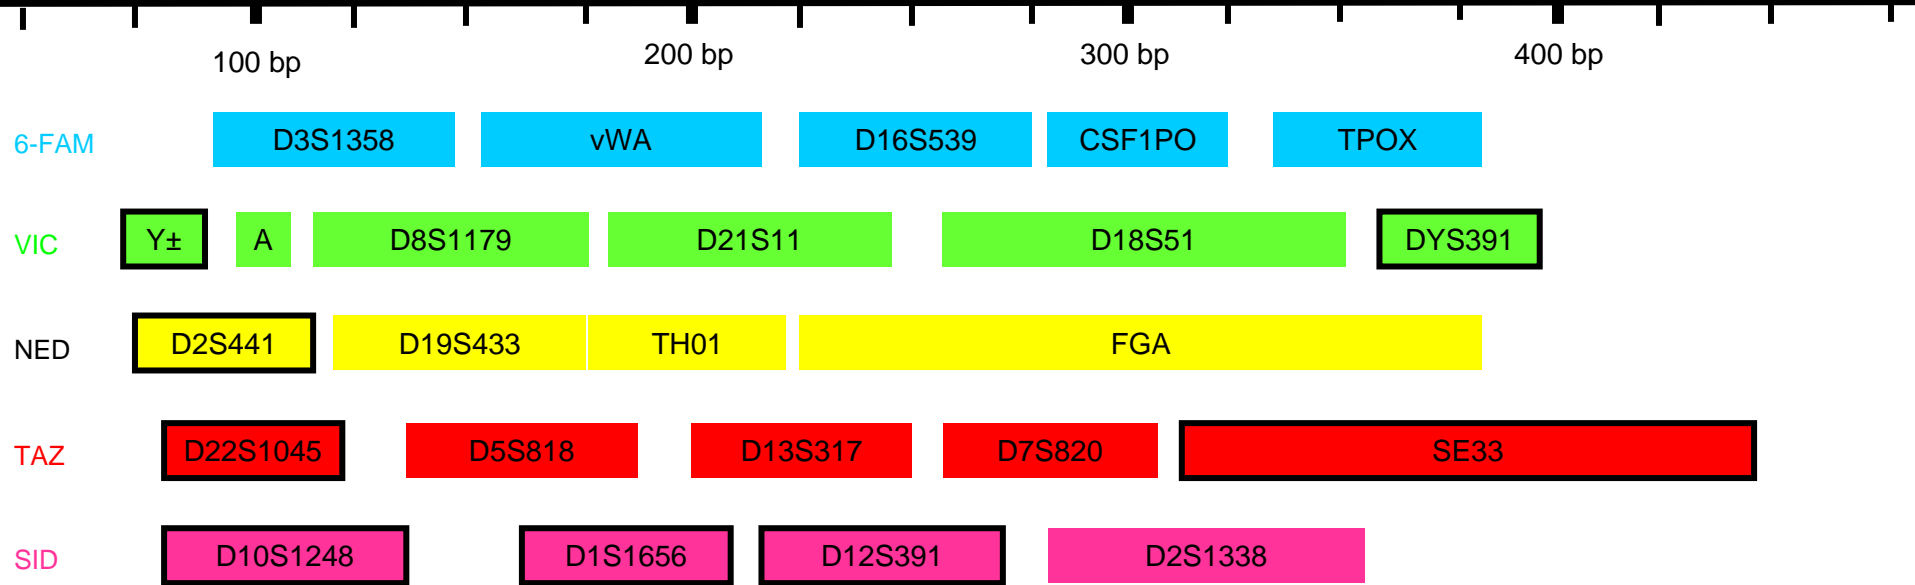 100 bp 200 bp 300 bp 400 bp
6-FAM D3S1358 vWA D16S539 CSF1PO TPOX
VIC Y± A D8S1179 D21S11 D18S51 DYS391
NED D2S441 D19S433 TH01 FGA
TAZ D22S1045 D5S818 D13S317 D7S820 SE33
SID D10S1248 D1S1656 D12S391 D2S1338